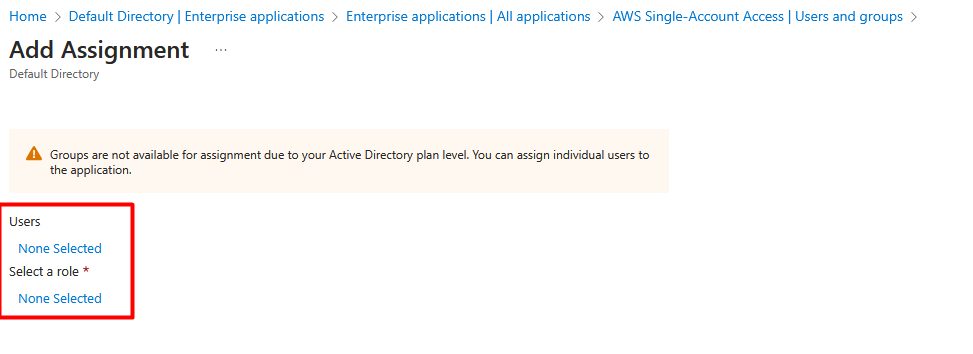 Home > Default Directory | Enterprise applications > Enterprise applications | All applications > AWS Single-Account Access | Users and groups >
Add Assignment ...
Default Directory
Groups are not available for assignment due to your Active Directory plan level. You can assign individual users to
the application.
Users
None Selected
Select a role *
None Selected